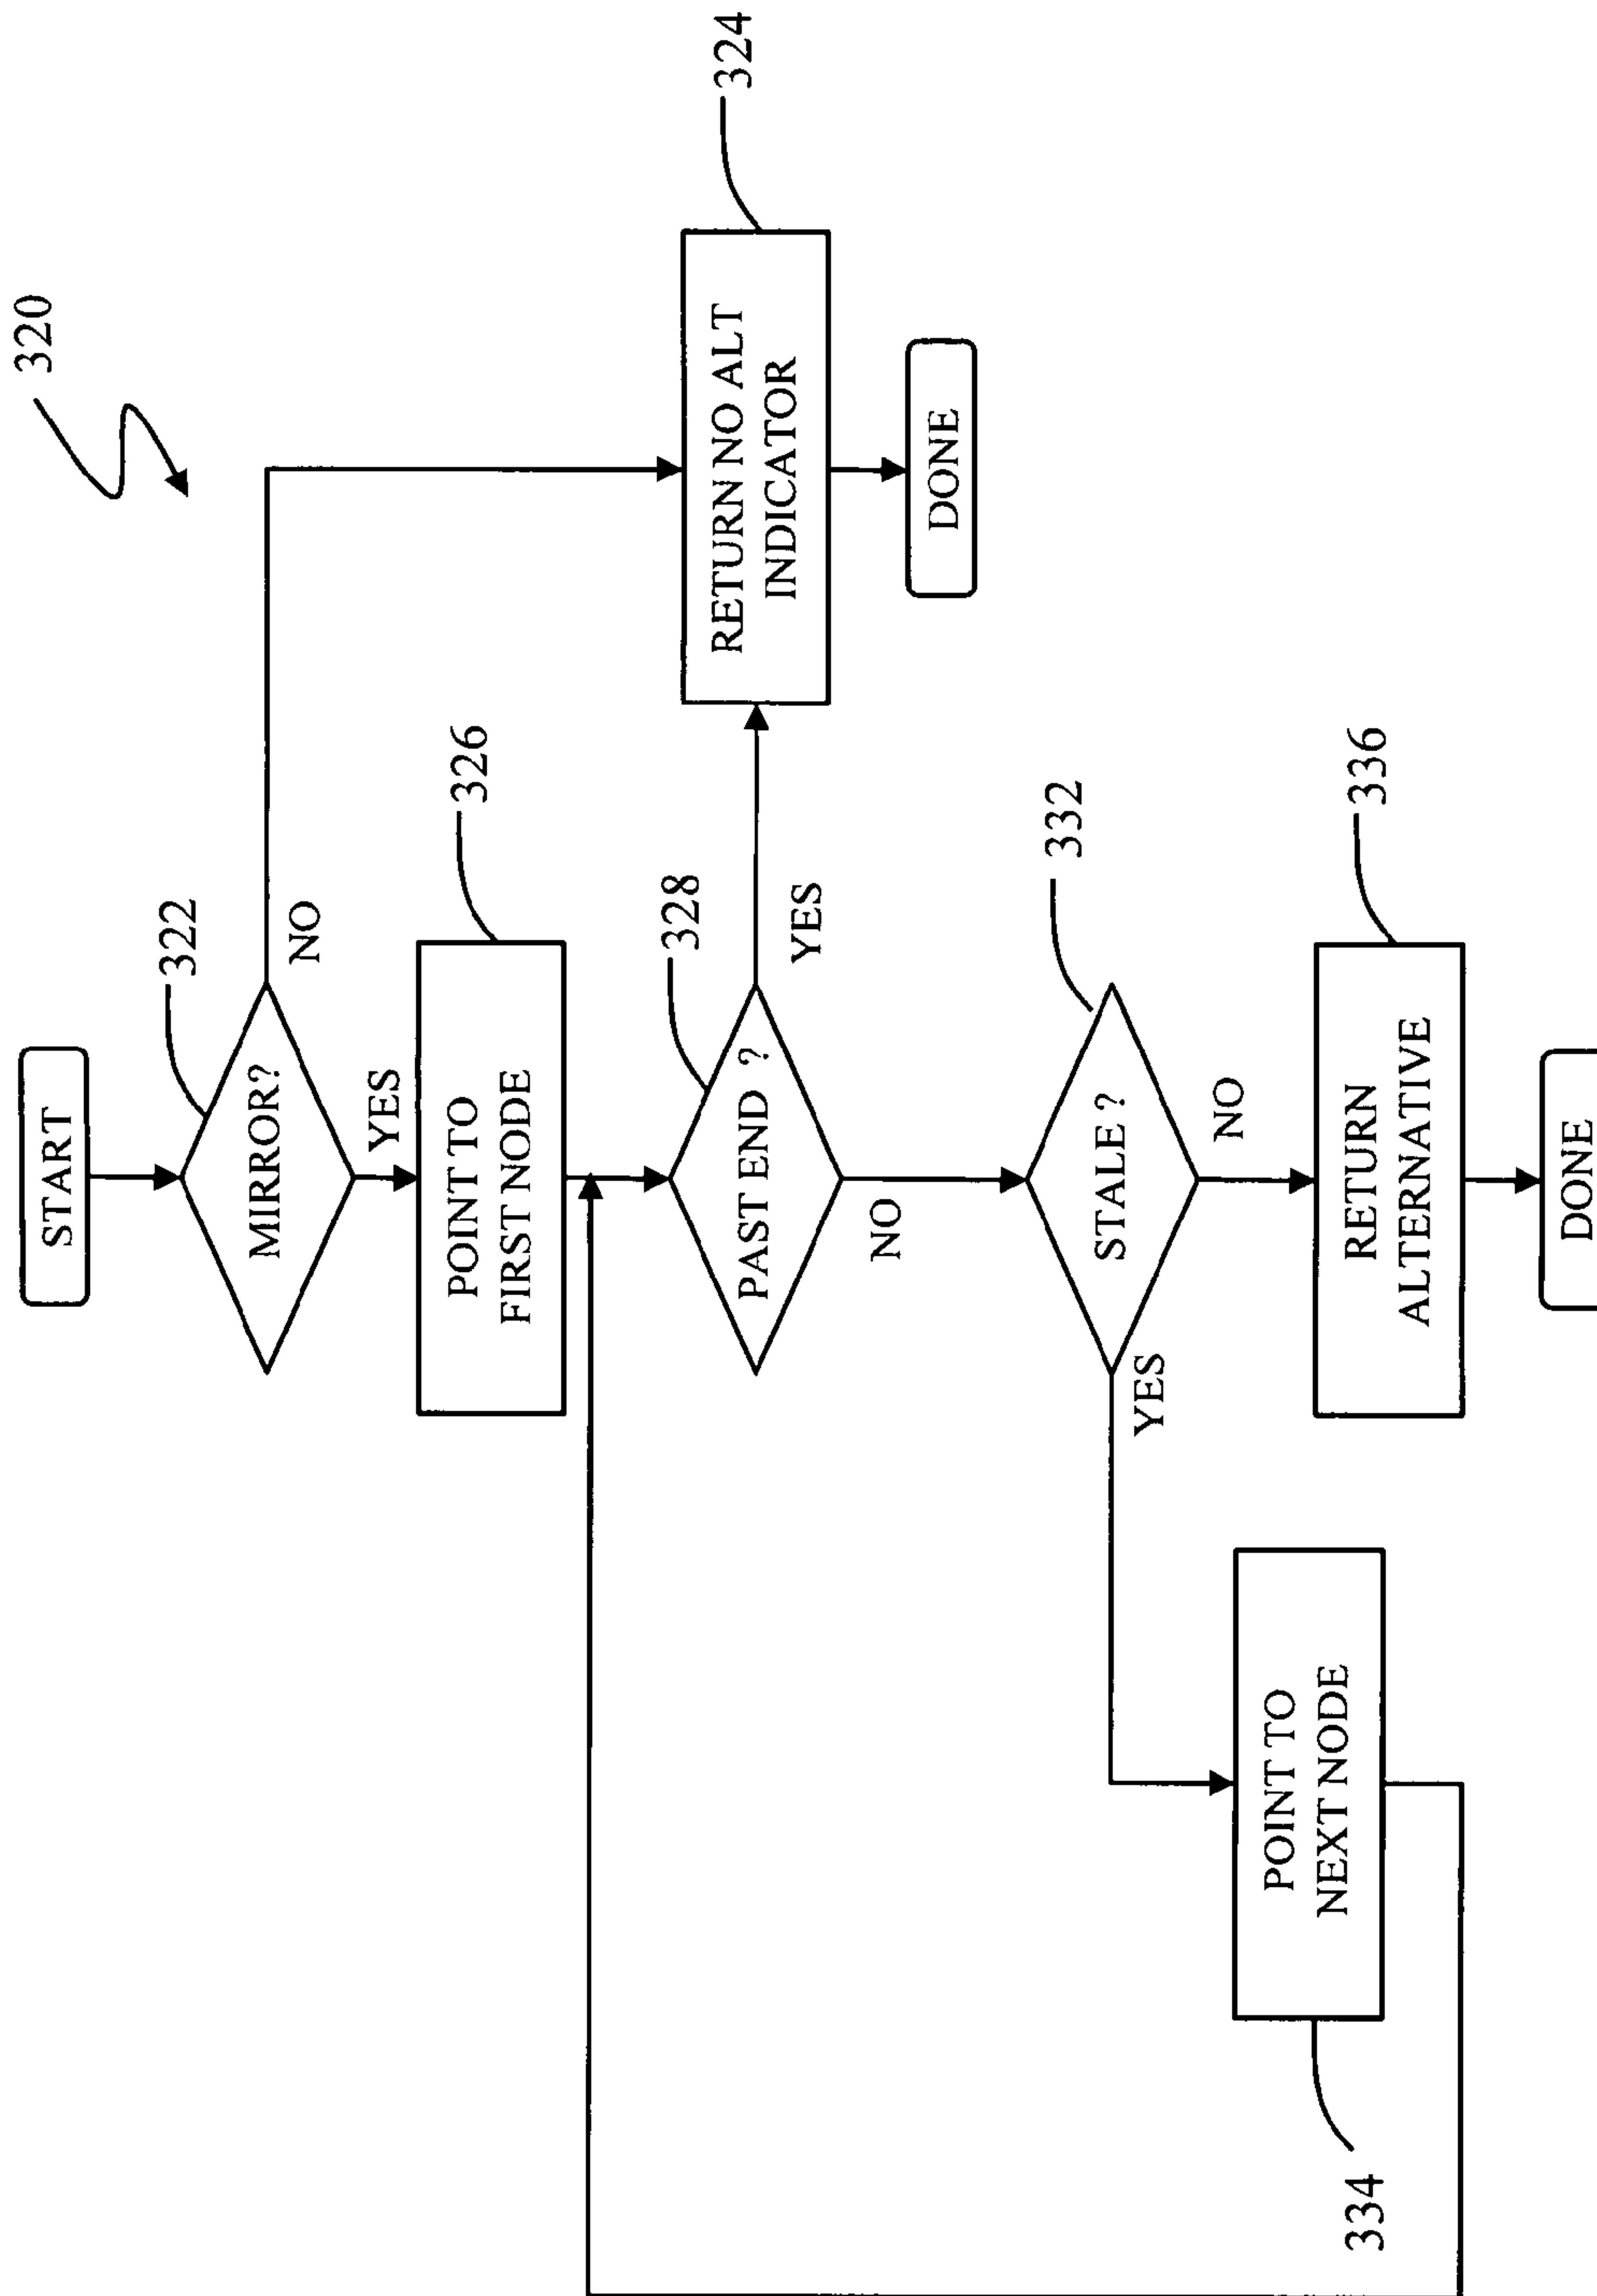 320
START
322
MIRROR?
NO
YES
326
POINT TO
FIRST NODE
328
PAST END ?
YES
NO
324
RETURN NO ALT
INDICATOR
DONE
332
STALE ?
YES
NO
334
POINT TO
NEXT NODE
336
RETURN
ALTERNATIVE
DONE